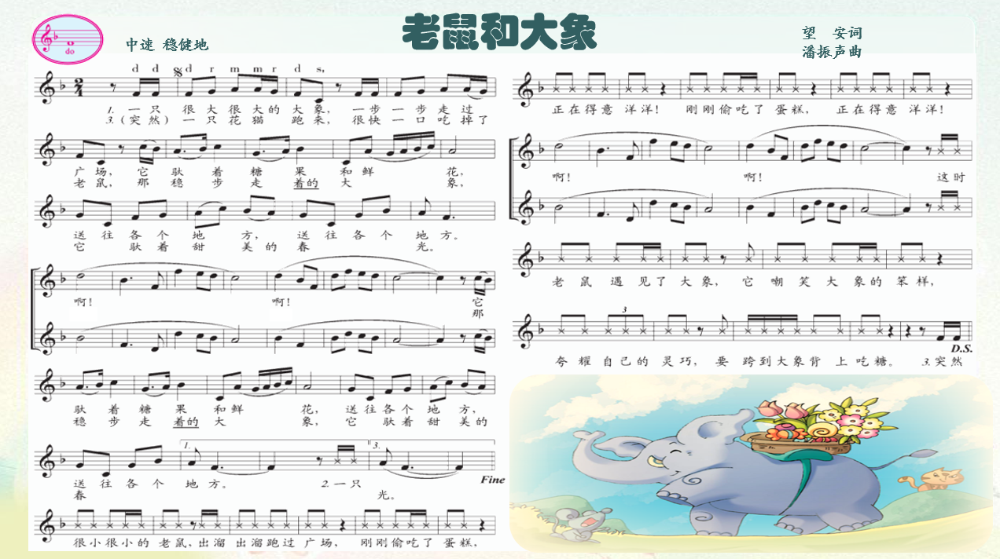 老鼠和大象
do
中速 稳健地
望 安词
潘振声曲
d d d r m m r d s,
1. 一只 很大很大的 大象, 一步一步走过
3.(突然)一只花猫 跑来, 很快一口吃掉了
广场, 它驮着糖果和鲜花,
老鼠, 那稳步走着的大象,
送往各个地方, 送往各个地方。
它驮着甜美的春光。
啊! 啊! 它
那
驮着糖果和鲜花, 送往各个地方,
稳步走着的大象, 它驮着甜美的
1. 3.
送往各个地方。 2.一只
春光。
Fine
很小很小的 老鼠,出溜 出溜跑过 广场, 刚刚偷吃了 蛋糕,
正在得意 洋洋! 刚刚偷吃了 蛋糕, 正在得意 洋洋!
啊! 啊! 这时
老鼠遇见了大象, 它嘲笑大象的笨样,
3
D.S.
夸耀自己的灵巧, 要跨到大象背上吃糖。 3.突然